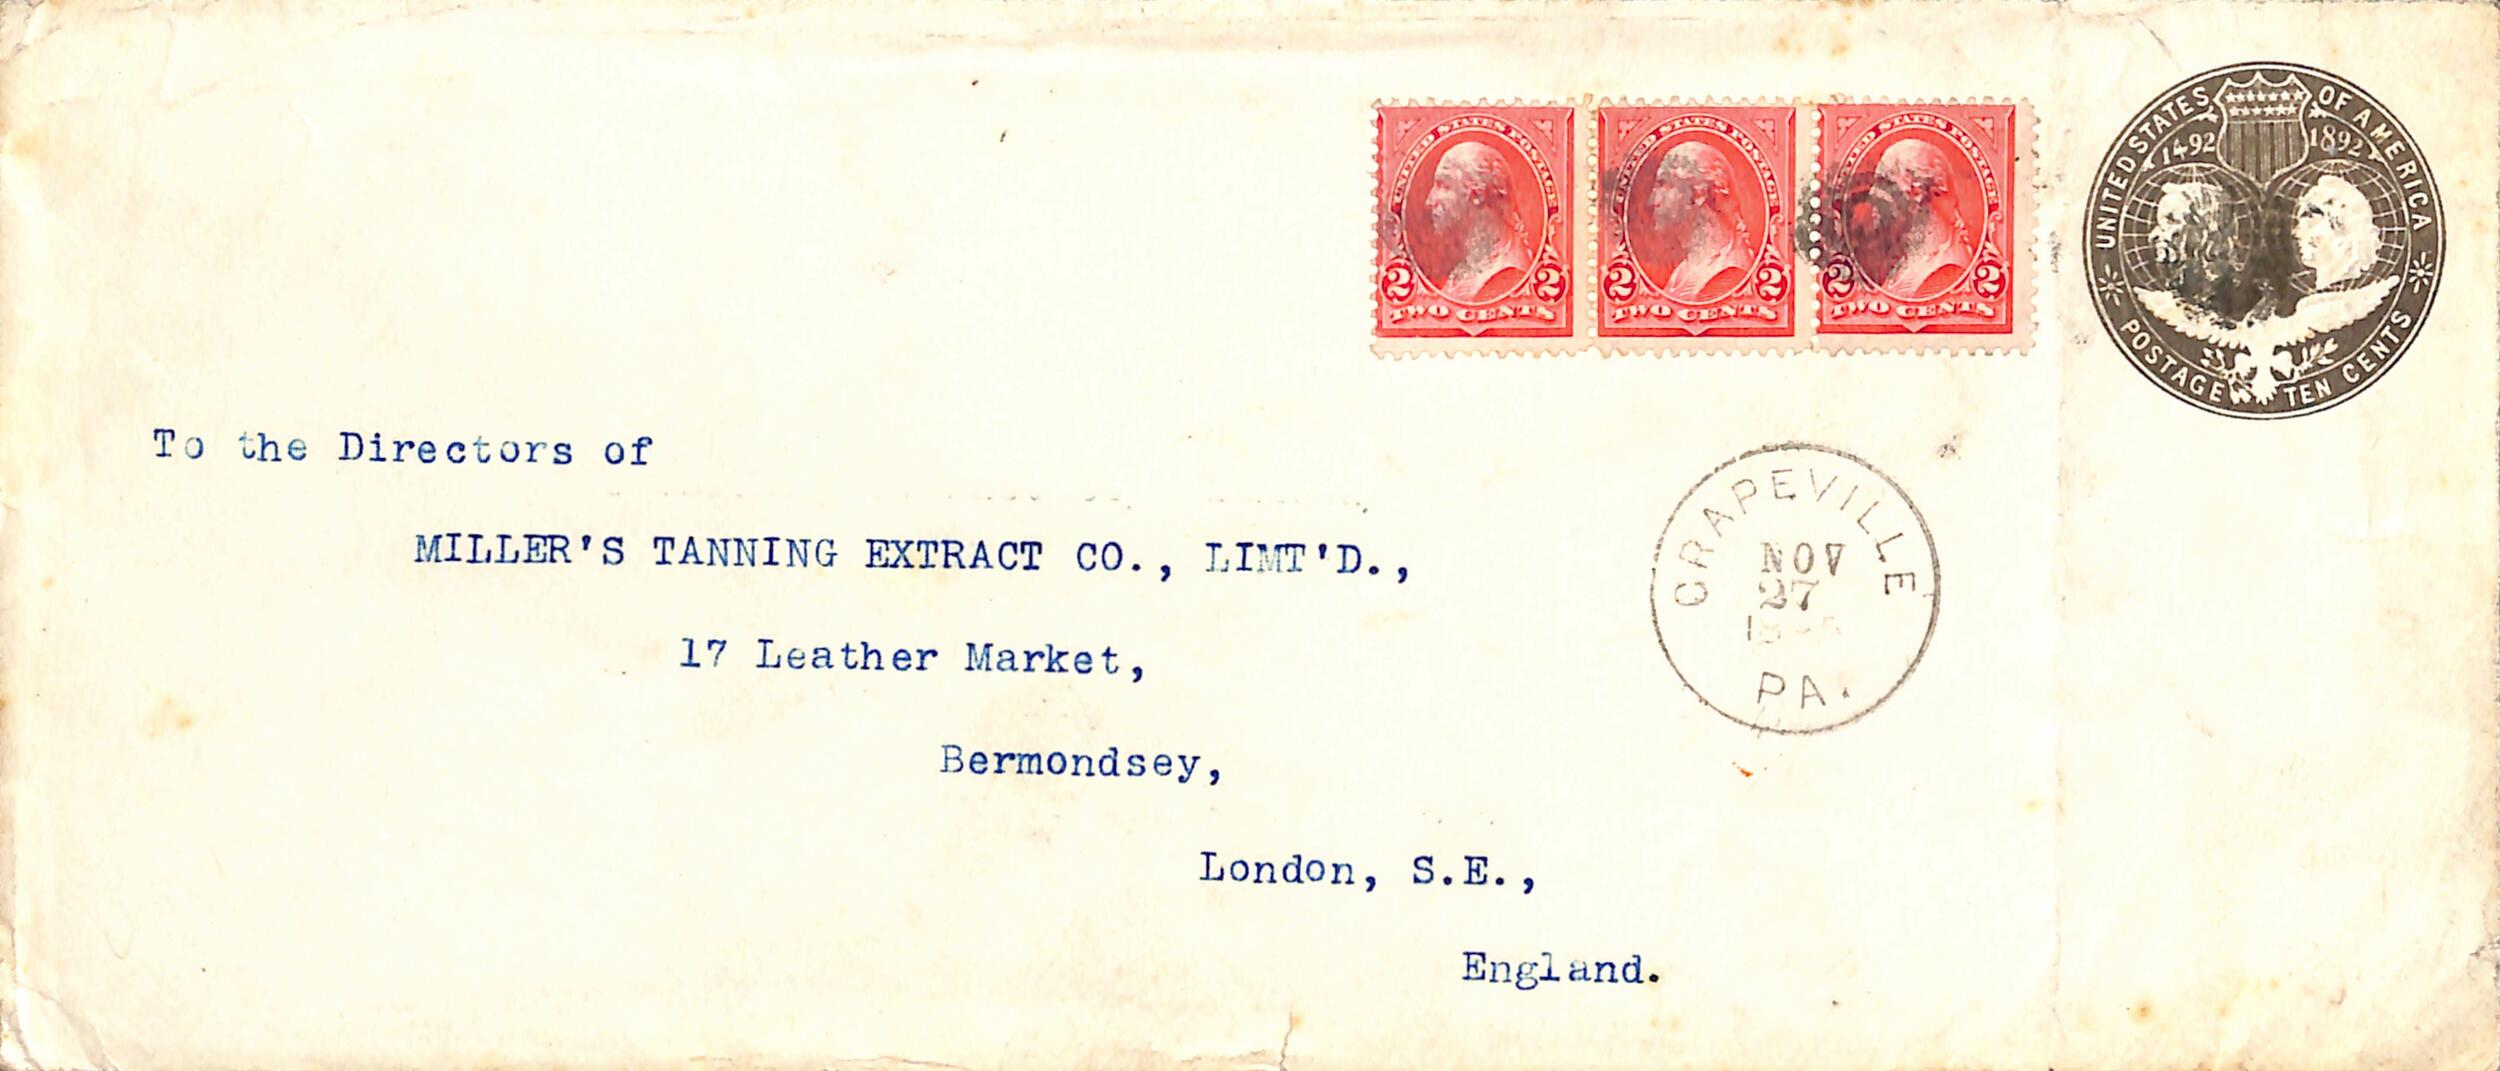 UNITED STATES POSTAGE
2 2
TWO CENTS
UNITED STATES POSTAGE
2 2
TWO CENTS
UNITED STATES POSTAGE
2 2
TWO CENTS
UNITED STATES OF AMERICA
1492 1892
POSTAGE TEN CENTS
To the Directors of
MILLER'S TANNING EXTRACT CO., LIMT'D.,
17 Leather Market,
Bermondsey,
London, S.E.,
England.
GRAPEVILLE
NOV
27
PA.